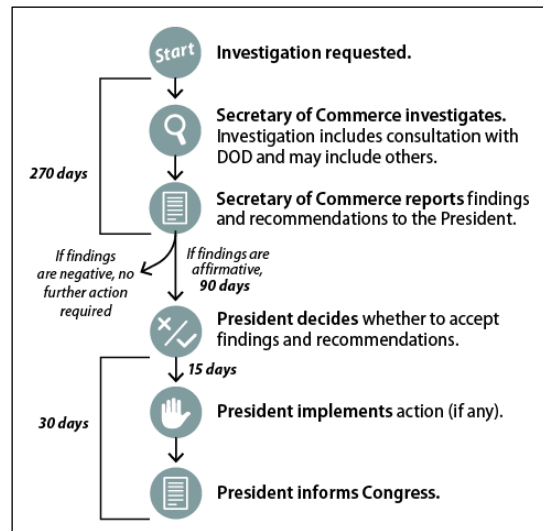 Start
Investigation requested.
Secretary of Commerce investigates.
Investigation includes consultation with
DOD and may include others.
270 days
Secretary of Commerce reports findings
and recommendations to the President.
If findings
are negative, no
further action
required
If findings are
affirmative,
90 days
President decides whether to accept
findings and recommendations.
15 days
30 days
President implements action (if any).
President informs Congress.